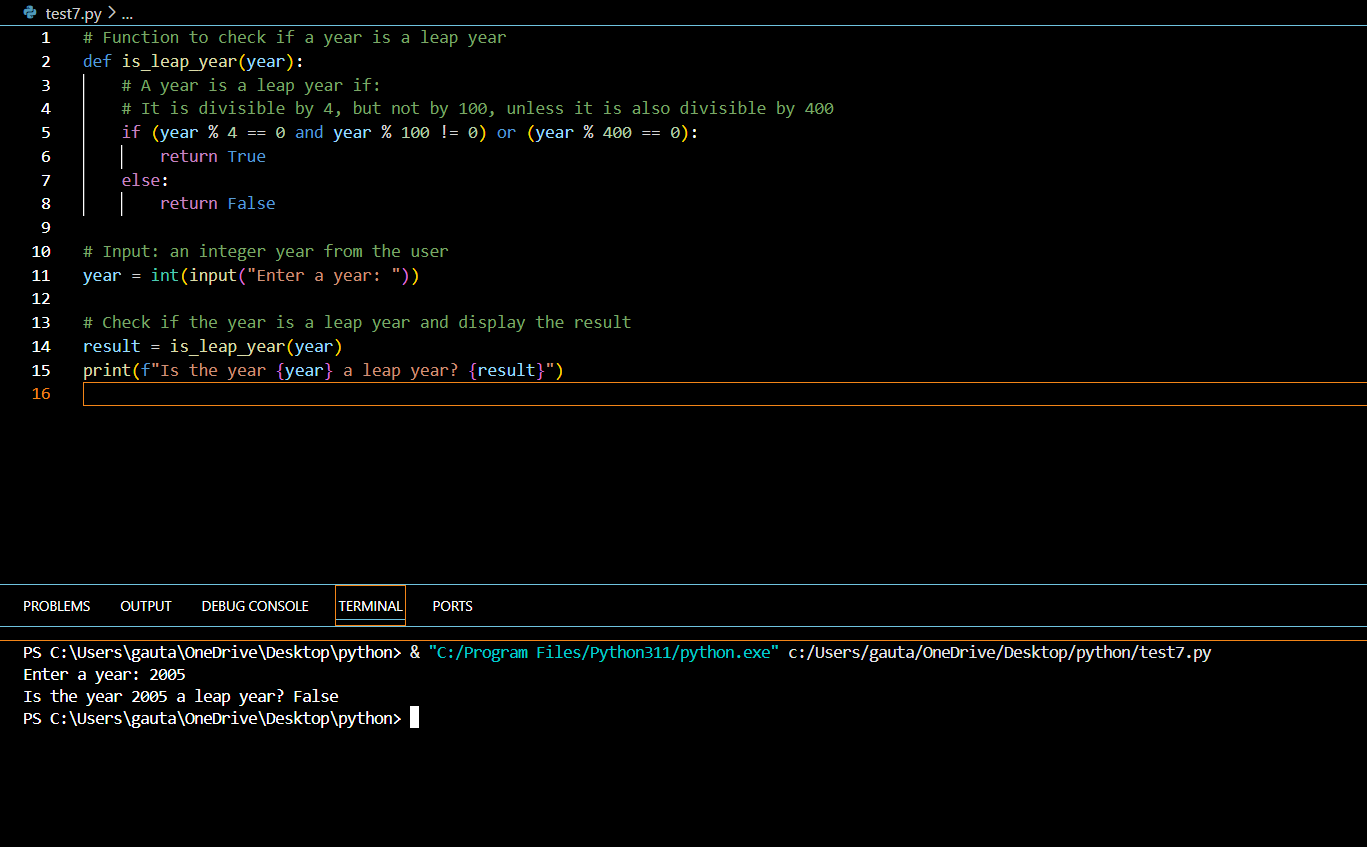 test7.py > ...
1 # Function to check if a year is a leap year
2 def is_leap_year(year):
3     # A year is a leap year if:
4     # It is divisible by 4, but not by 100, unless it is also divisible by 400
5     if (year % 4 == 0 and year % 100 != 0) or (year % 400 == 0):
6         return True
7     else:
8         return False
9
10 # Input: an integer year from the user
11 year = int(input("Enter a year: "))
12
13 # Check if the year is a leap year and display the result
14 result = is_leap_year(year)
15 print(f"Is the year {year} a leap year? {result}")
16
PROBLEMS OUTPUT DEBUG CONSOLE TERMINAL PORTS
PS C:\Users\gauta\OneDrive\Desktop\python> & "C:/Program Files/Python311/python.exe" c:/Users/gauta/OneDrive/Desktop/python/test7.py
Enter a year: 2005
Is the year 2005 a leap year? False
PS C:\Users\gauta\OneDrive\Desktop\python>